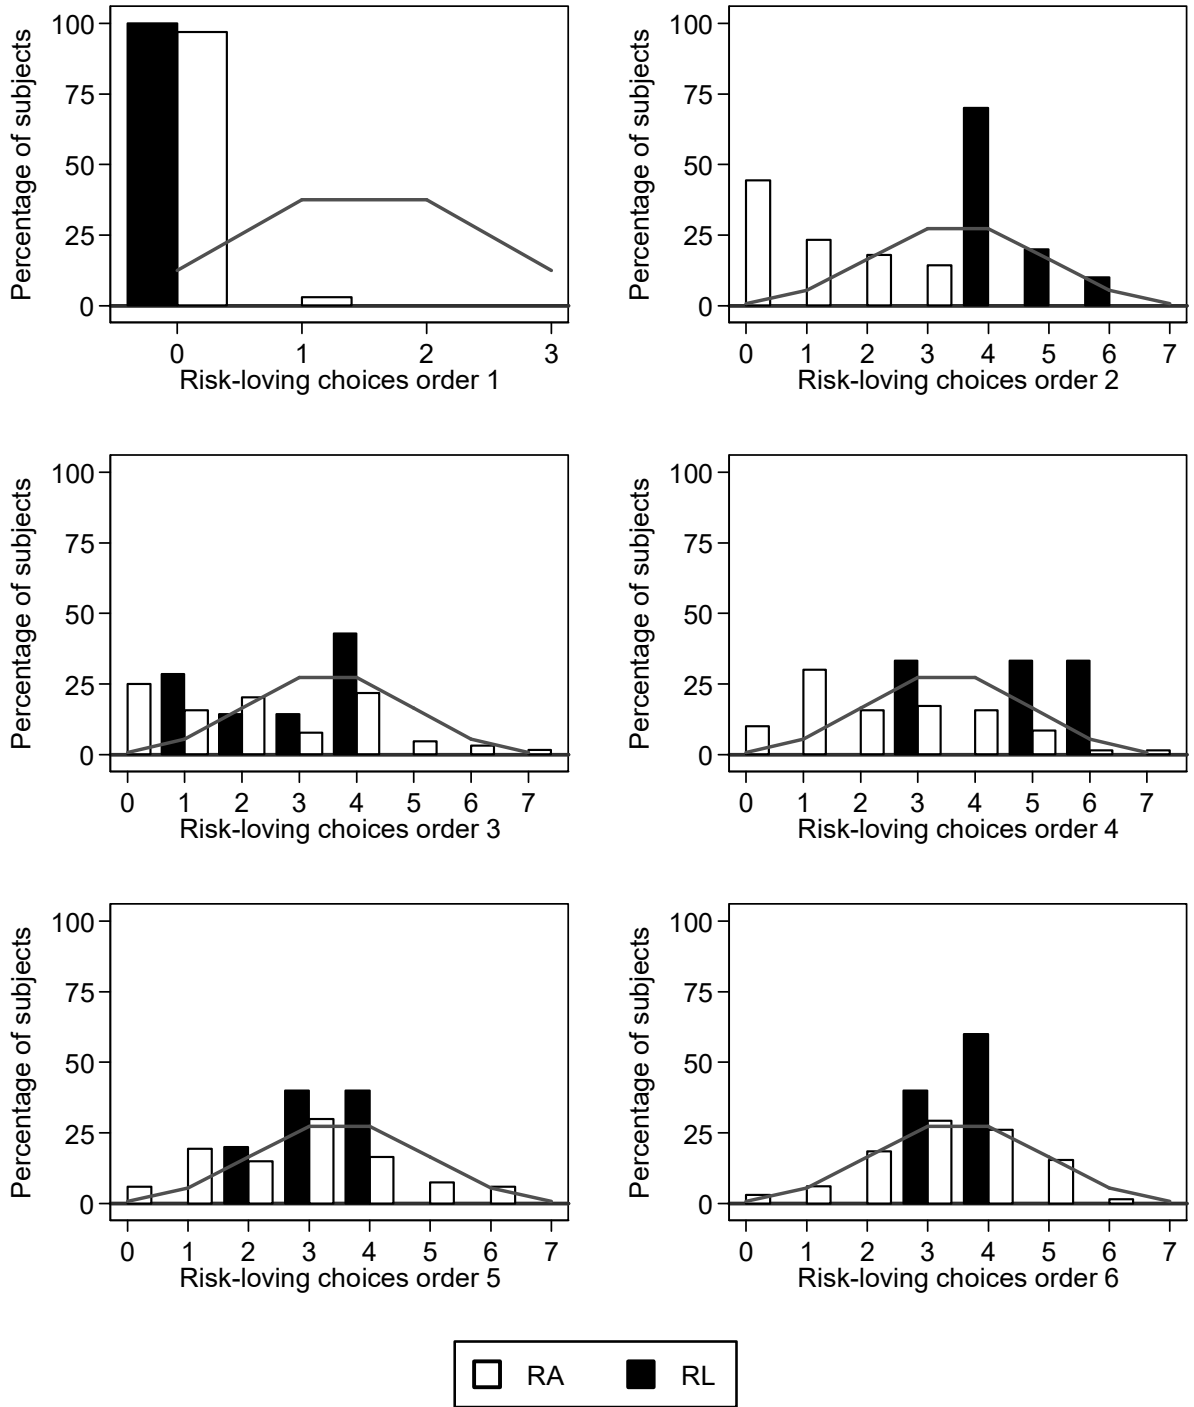 Percentage of subjects
100
75
50
25
0
0 1 2 3
Risk-loving choices order 1
Percentage of subjects
100
75
50
25
0
0 1 2 3 4 5 6 7
Risk-loving choices order 2
Percentage of subjects
100
75
50
25
0
0 1 2 3 4 5 6 7
Risk-loving choices order 3
Percentage of subjects
100
75
50
25
0
0 1 2 3 4 5 6 7
Risk-loving choices order 4
Percentage of subjects
100
75
50
25
0
0 1 2 3 4 5 6 7
Risk-loving choices order 5
Percentage of subjects
100
75
50
25
0
0 1 2 3 4 5 6 7
Risk-loving choices order 6
RA RL